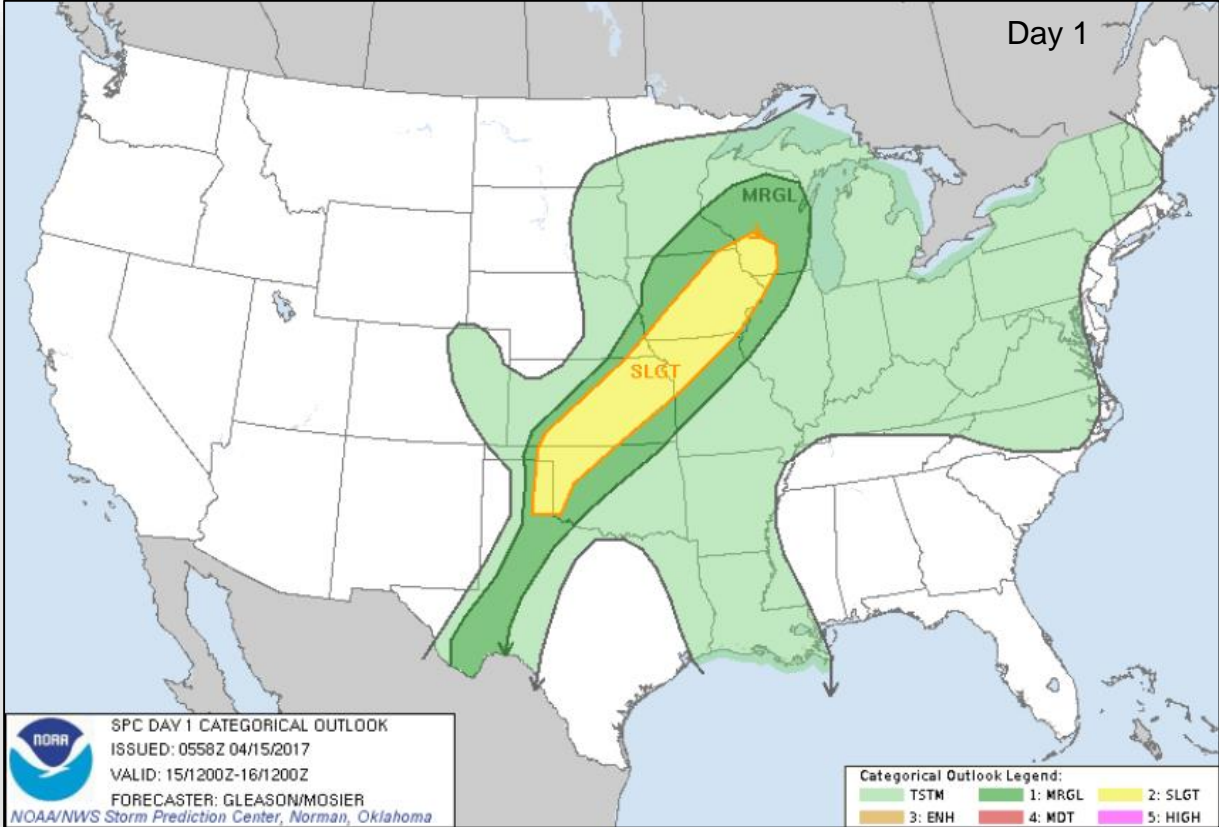 Day 1
MRGL
SLGT
NOAA
SPC DAY 1 CATEGORICAL OUTLOOK
ISSUED: 0558Z 04/15/2017
VALID: 15/1200Z-16/1200Z
FORECASTER: GLEASON/MOSIER
NOAA/NWS Storm Prediction Center, Norman, Oklahoma
Categorical Outlook Legend:
TSTM 1: MRGL 2: SLGT
3: ENH 4: MDT 5: HIGH